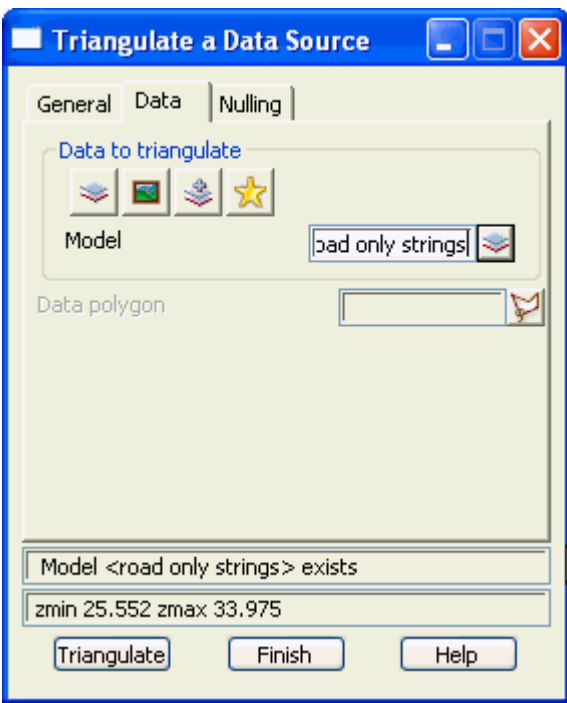 Triangulate a Data Source
General Data Nulling
Data to triangulate
Model oad only strings
Data polygon
Model <road only strings> exists
zmin 25.552 zmax 33.975
Triangulate Finish Help